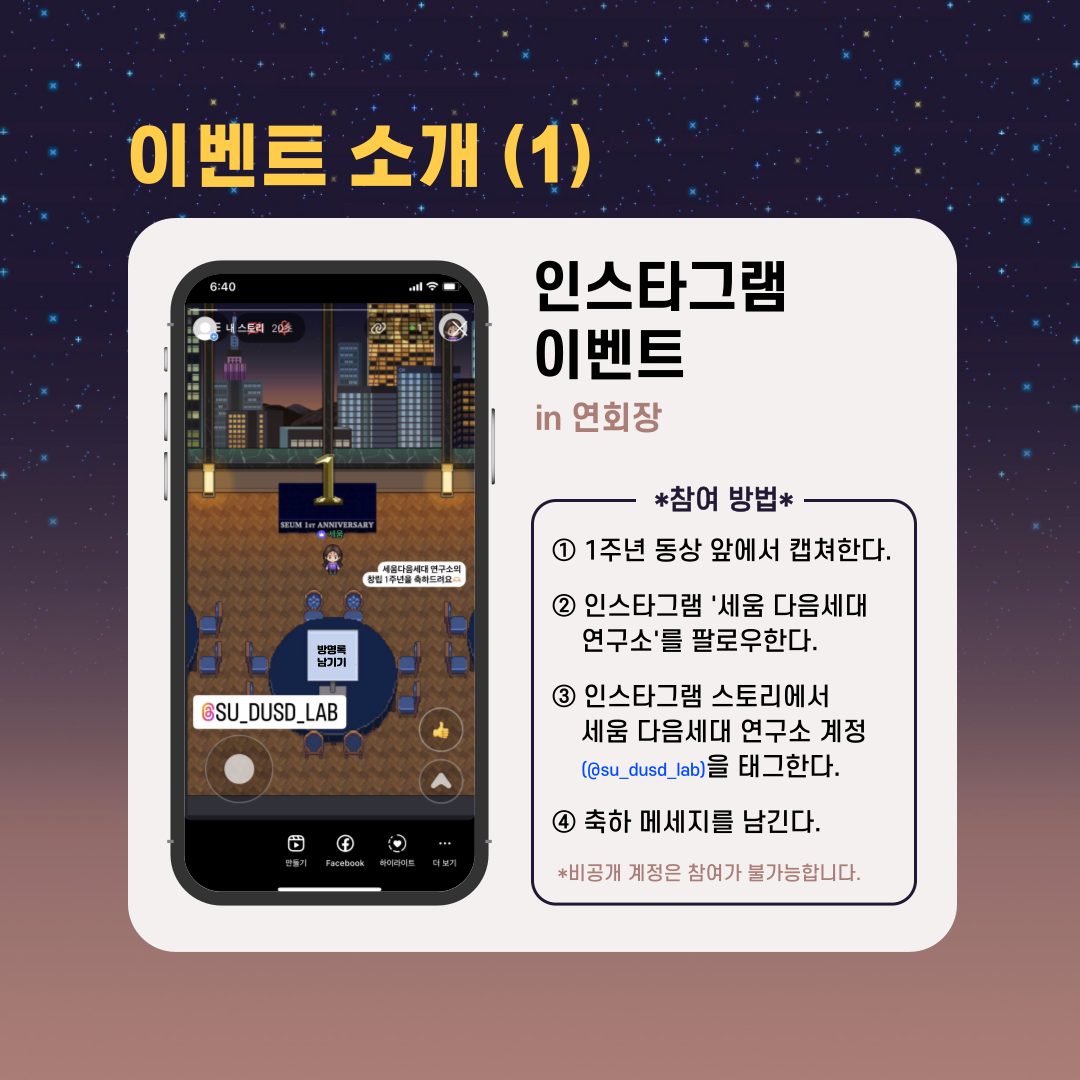 이벤트 소개 (1)
6:40
내 스토리 20초
1
SEUM 1ST ANNIVERSARY
세움
세움다음세대 연구소의
창립 1주년을 축하드려요
방명록
남기기
@SU_DUSD_LAB
만들기
Facebook
하이라이트
더 보기
인스타그램
이벤트
in 연회장
*참여 방법*
① 1주년 동상 앞에서 캡쳐한다.
② 인스타그램 '세움 다음세대
연구소'를 팔로우한다.
③ 인스타그램 스토리에서
세움 다음세대 연구소 계정
(@su_dusd_lab)을 태그한다.
④ 축하 메세지를 남긴다.
*비공개 계정은 참여가 불가능합니다.